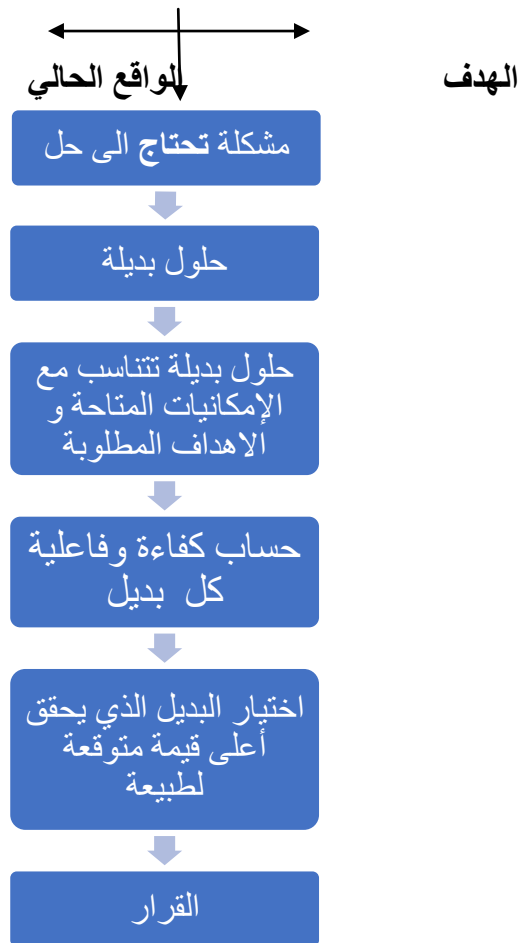 الهدف
الواقع الحالي
مشكلة تحتاج الى حل
حلول بديلة
حلول بديلة تتناسب مع
الإمكانيات المتاحة و
الاهداف المطلوبة
حساب كفاءة وفاعلية
كل بديل
اختيار البديل الذي يحقق
أعلى قيمة متوقعة
لطبيعة
القرار